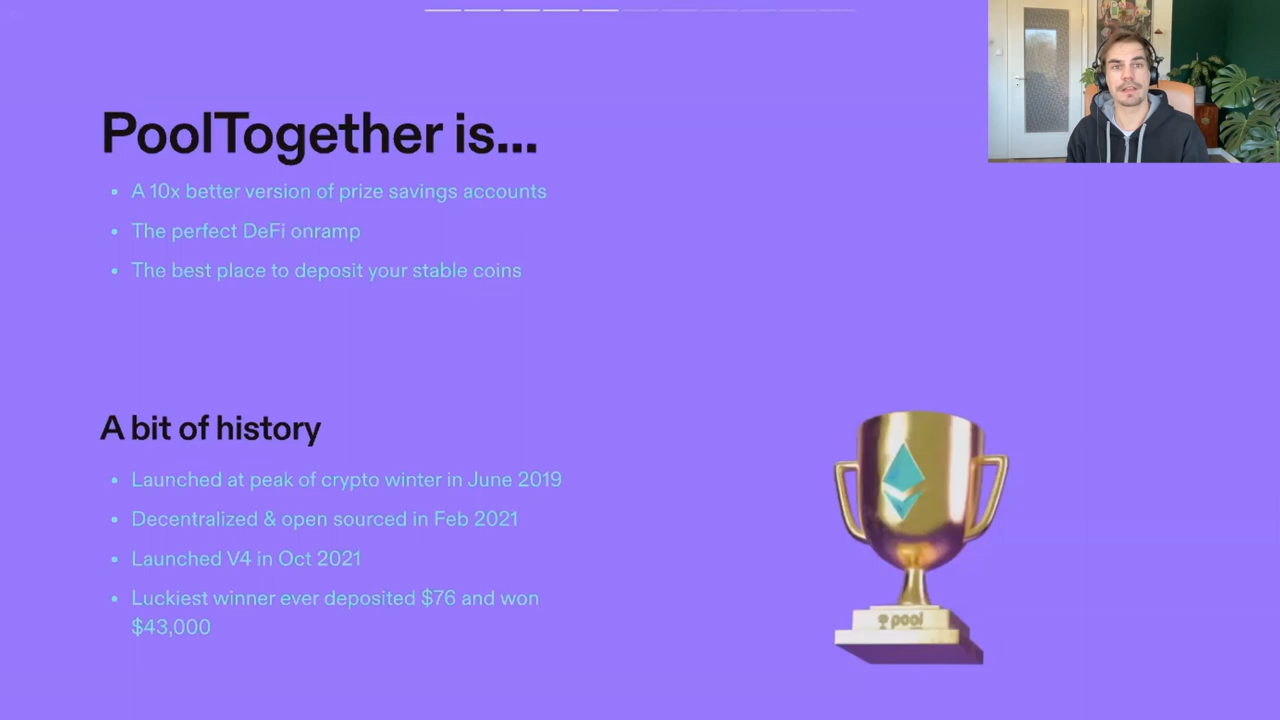 PoolTogether is...
A 10x better version of prize savings accounts
The perfect DeFi onramp
The best place to deposit your stable coins
A bit of history
Launched at peak of crypto winter in June 2019
Decentralized & open sourced in Feb 2021
Launched V4 in Oct 2021
Luckiest winner ever deposited $76 and won
$43,000
pool